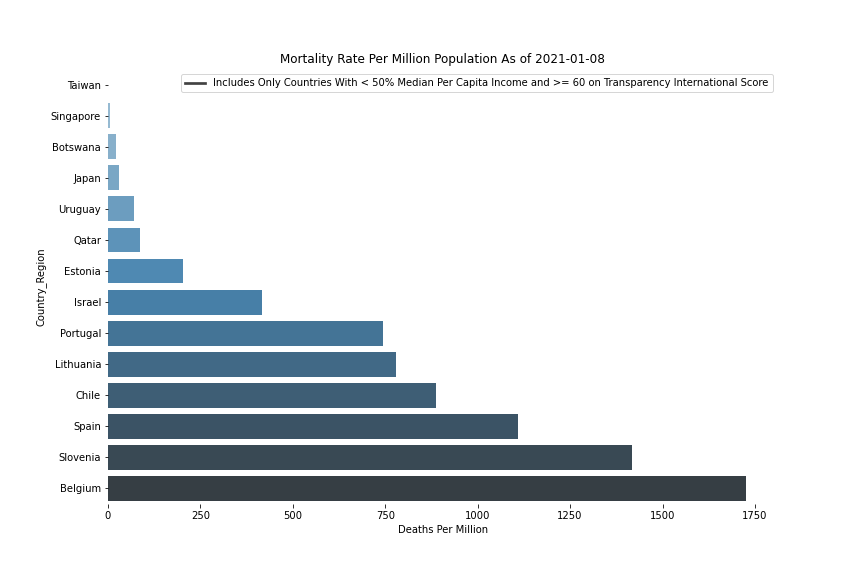 Mortality Rate Per Million Population As of 2021-01-08
Includes Only Countries With < 50% Median Per Capita Income and >= 60 on Transparency International Score
Country_Region
Taiwan
Singapore
Botswana
Japan
Uruguay
Qatar
Estonia
Israel
Portugal
Lithuania
Chile
Spain
Slovenia
Belgium
0 250 500 750 1000 1250 1500 1750
Deaths Per Million